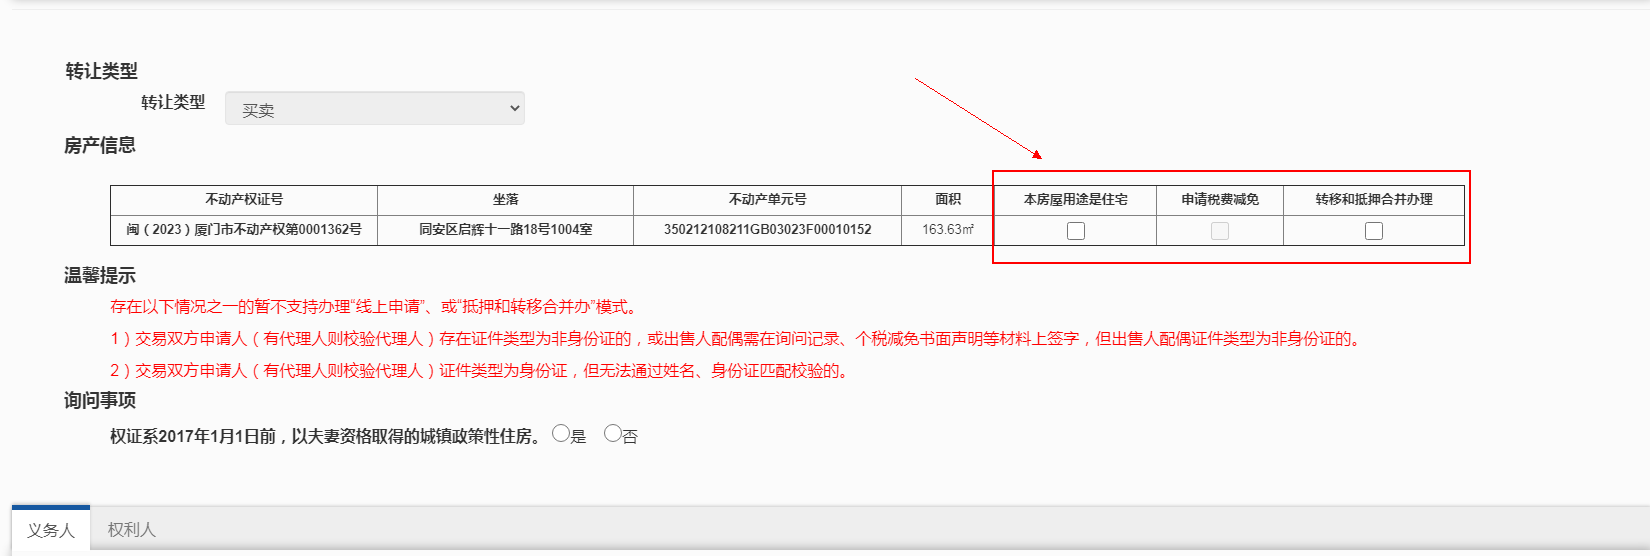 转让类型
转让类型 买卖
房产信息
不动产权证号 坐落 不动产单元号 面积 本房屋用途是住宅 申请税费减免 转移和抵押合并办理
闽（2023）厦门市不动产权第0001362号 同安区启辉十一路18号1004室 350212108211GB03023F00010152 163.63㎡
温馨提示
存在以下情况之一的暂不支持办理“线上申请”、或“抵押和转移合并办”模式。
1）交易双方申请人（有代理人则校验代理人）存在证件类型为非身份证的，或出售人配偶需在询问记录、个税减免书面声明等材料上签字，但出售人配偶证件类型为非身份证的。
2）交易双方申请人（有代理人则校验代理人）证件类型为身份证，但无法通过姓名、身份证匹配校验的。
询问事项
权证系2017年1月1日前，以夫妻资格取得的城镇政策性住房。 是 否
义务人 权利人